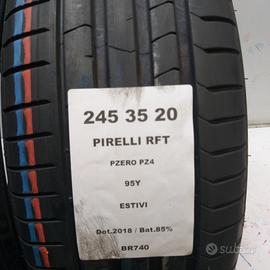 245 35 20
PIRELLI RFT
PZERO PZ4
95Y
ESTIVI
Dot.2018 / Bat.85%
BR740
subito